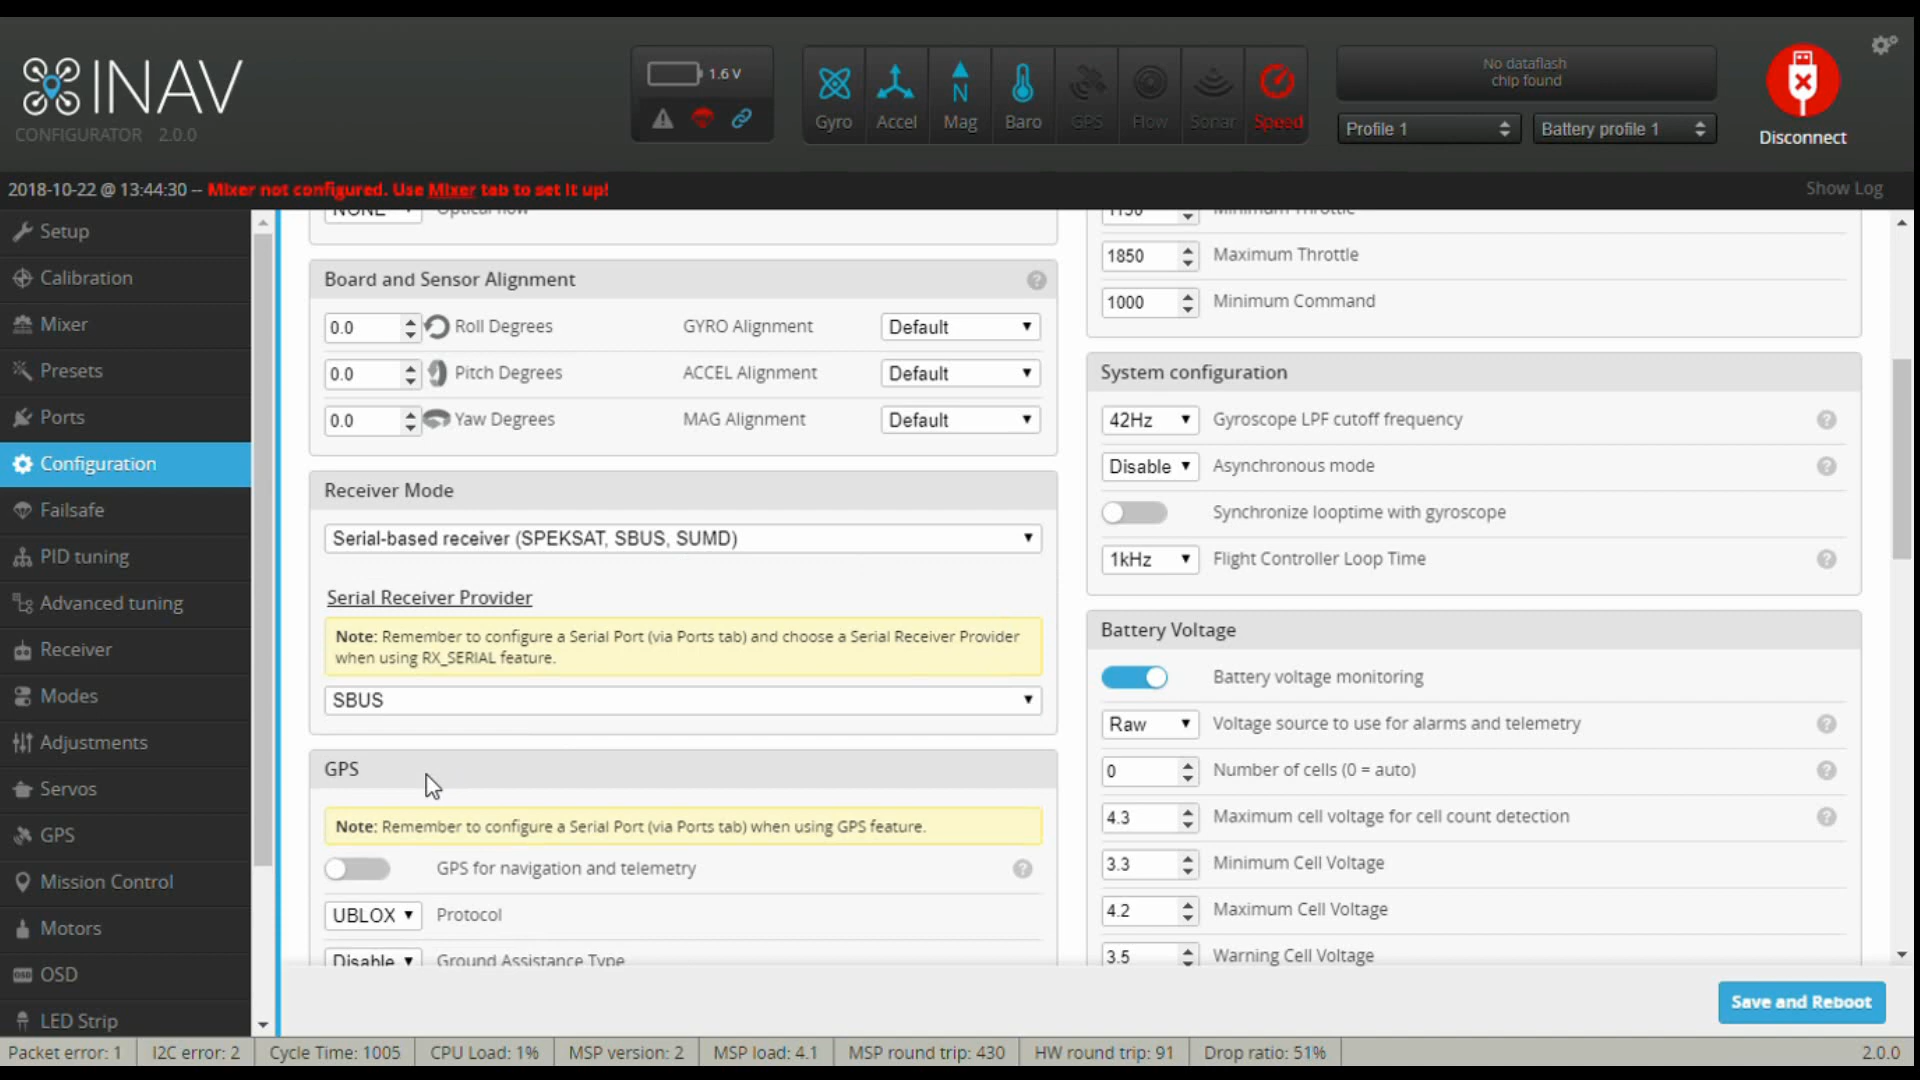 INAV
CONFIGURATOR 2.0.0
1.6 V
Gyro
Accel
Mag
Baro
GPS
Flow
Sonar
Speed
No dataflash
chip found
Profile 1
Battery profile 1
Disconnect
2018-10-22 @ 13:44:30 -- Mixer not configured. Use Mixer tab to set it up!
Show Log
Setup
Calibration
Mixer
Presets
Ports
Configuration
Failsafe
PID tuning
Advanced tuning
Receiver
Modes
Adjustments
Servos
GPS
Mission Control
Motors
OSD
LED Strip
NONE Optical flow
Board and Sensor Alignment
0.0 Roll Degrees GYRO Alignment Default
0.0 Pitch Degrees ACCEL Alignment Default
0.0 Yaw Degrees MAG Alignment Default
Receiver Mode
Serial-based receiver (SPEKSAT, SBUS, SUMD)
Serial Receiver Provider
Note: Remember to configure a Serial Port (via Ports tab) and choose a Serial Receiver Provider
when using RX_SERIAL feature.
SBUS
GPS
Note: Remember to configure a Serial Port (via Ports tab) when using GPS feature.
GPS for navigation and telemetry
UBLOX Protocol
Disable Ground Assistance Type
1150 Minimum Throttle
1850 Maximum Throttle
1000 Minimum Command
System configuration
42Hz Gyroscope LPF cutoff frequency
Disable Asynchronous mode
Synchronize looptime with gyroscope
1kHz Flight Controller Loop Time
Battery Voltage
Battery voltage monitoring
Raw Voltage source to use for alarms and telemetry
0 Number of cells (0 = auto)
4.3 Maximum cell voltage for cell count detection
3.3 Minimum Cell Voltage
4.2 Maximum Cell Voltage
3.5 Warning Cell Voltage
Save and Reboot
Packet error: 1
I2C error: 2
Cycle Time: 1005
CPU Load: 1%
MSP version: 2
MSP load: 4.1
MSP round trip: 430
HW round trip: 91
Drop ratio: 51%
2.0.0